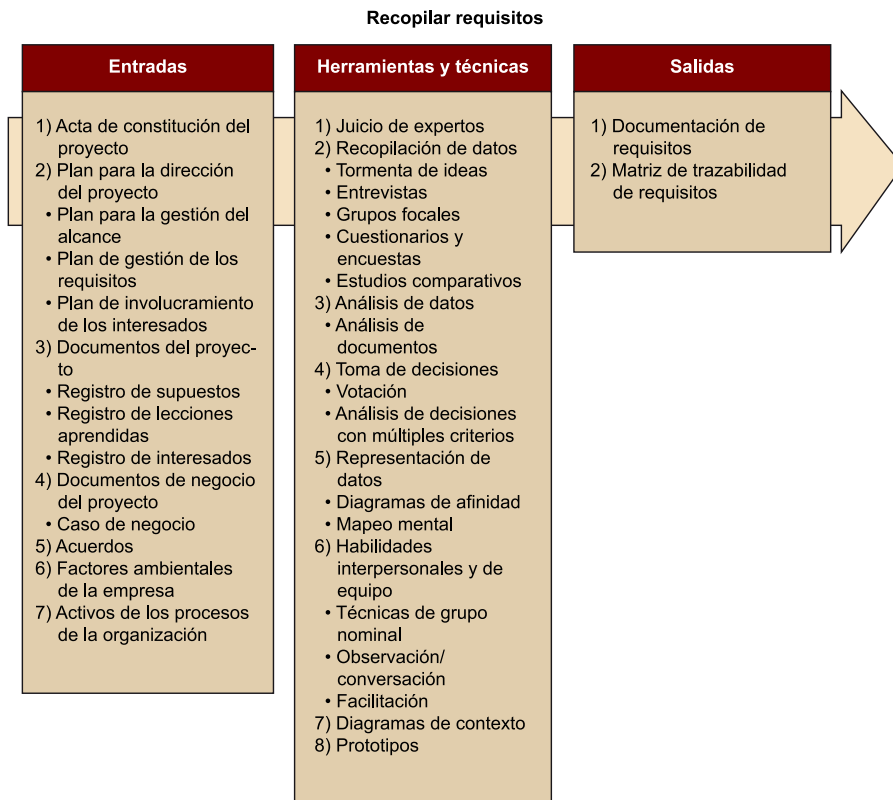 Recopilar requisitos
Entradas
1) Acta de constitución del
proyecto
2) Plan para la dirección
del proyecto
• Plan para la gestión del
alcance
• Plan de gestión de los
requisitos
• Plan de involucramiento
de los interesados
3) Documentos del proyec-
to
• Registro de supuestos
• Registro de lecciones
aprendidas
• Registro de interesados
4) Documentos de negocio
del proyecto
• Caso de negocio
5) Acuerdos
6) Factores ambientales
de la empresa
7) Activos de los procesos
de la organización
Herramientas y técnicas
1) Juicio de expertos
2) Recopilación de datos
• Tormenta de ideas
• Entrevistas
• Grupos focales
• Cuestionarios y
encuestas
• Estudios comparativos
3) Análisis de datos
• Análisis de
documentos
4) Toma de decisiones
• Votación
• Análisis de decisiones
con múltiples criterios
5) Representación de
datos
• Diagramas de afinidad
• Mapeo mental
6) Habilidades
interpersonales y de
equipo
• Técnicas de grupo
nominal
• Observación/
conversación
• Facilitación
7) Diagramas de contexto
8) Prototipos
Salidas
1) Documentación de
requisitos
2) Matriz de trazabilidad
de requisitos